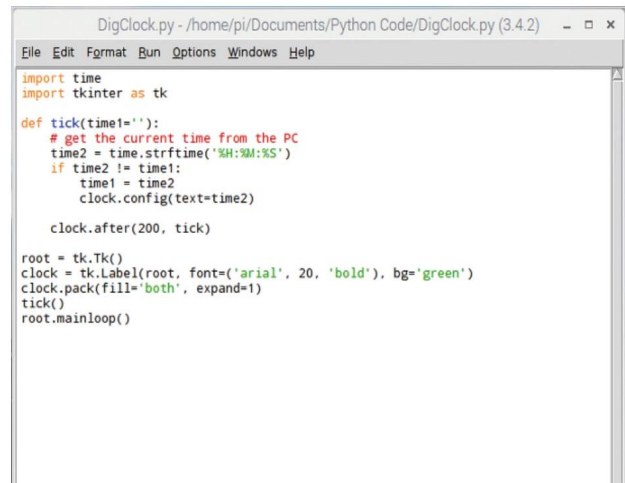 DigClock.py - /home/pi/Documents/Python Code/DigClock.py (3.4.2)
File Edit Format Run Options Windows Help
import time
import tkinter as tk

def tick(time1=''):
    # get the current time from the PC
    time2 = time.strftime('%H:%M:%S')
    if time2 != time1:
        time1 = time2
        clock.config(text=time2)

    clock.after(200, tick)

root = tk.Tk()
clock = tk.Label(root, font=('arial', 20, 'bold'), bg='green')
clock.pack(fill='both', expand=1)
tick()
root.mainloop()